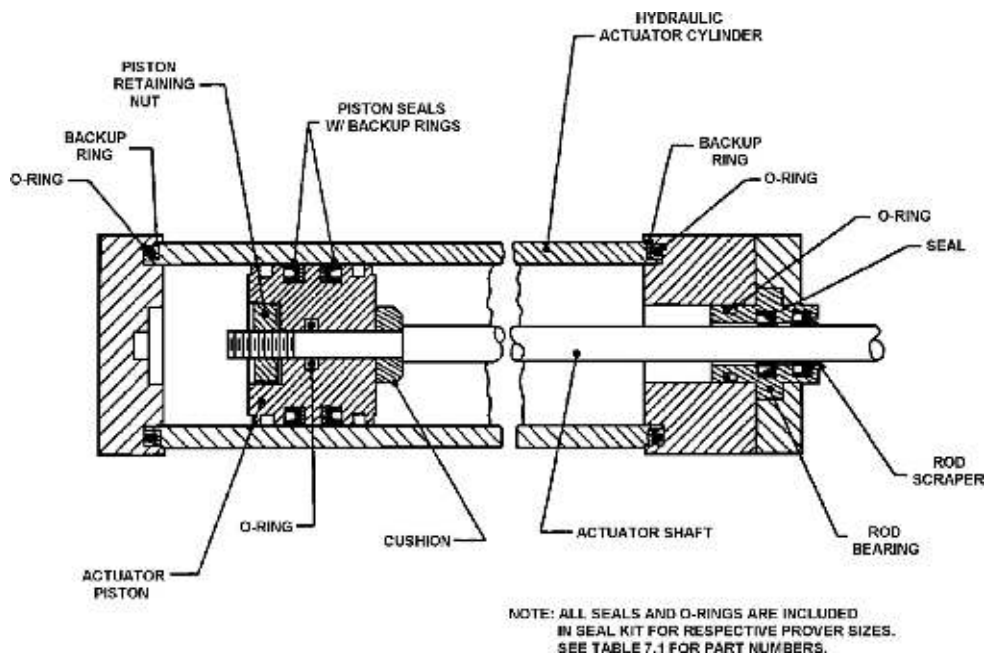 HYDRAULIC
ACTUATOR CYLINDER
PISTON
RETAINING
NUT
PISTON SEALS
W/ BACKUP RINGS
BACKUP
RING
O-RING
BACKUP
RING
O-RING
O-RING
SEAL
O-RING
CUSHION
ACTUATOR SHAFT
ROD
SCRAPER
ROD
BEARING
ACTUATOR
PISTON
NOTE: ALL SEALS AND O-RINGS ARE INCLUDED
IN SEAL KIT FOR RESPECTIVE PROVER SIZES.
SEE TABLE 7.1 FOR PART NUMBERS.